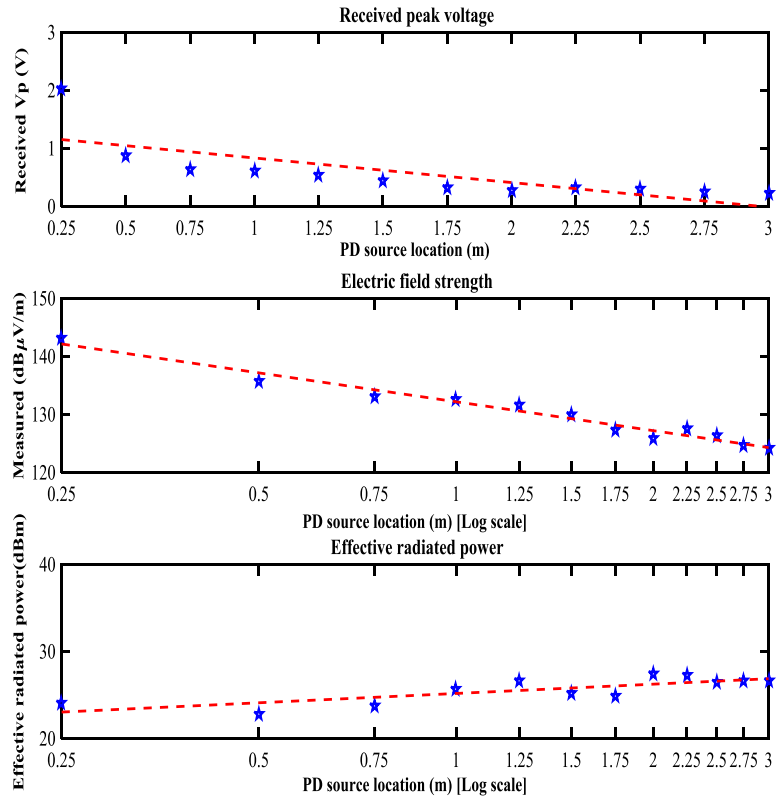 Received peak voltage
Received Vp (V)
3
2
1
0
0.25 0.5 0.75 1 1.25 1.5 1.75 2 2.25 2.5 2.75 3
PD source location (m)
Electric field strength
Measured (dBμV/m)
150
140
130
120
0.25 0.5 0.75 1 1.25 1.5 1.75 2 2.25 2.5 2.75 3
PD source location (m) [Log scale]
Effective radiated power
Effective radiated power(dBm)
40
30
20
0.25 0.5 0.75 1 1.25 1.5 1.75 2 2.25 2.5 2.75 3
PD source location (m) [Log scale]